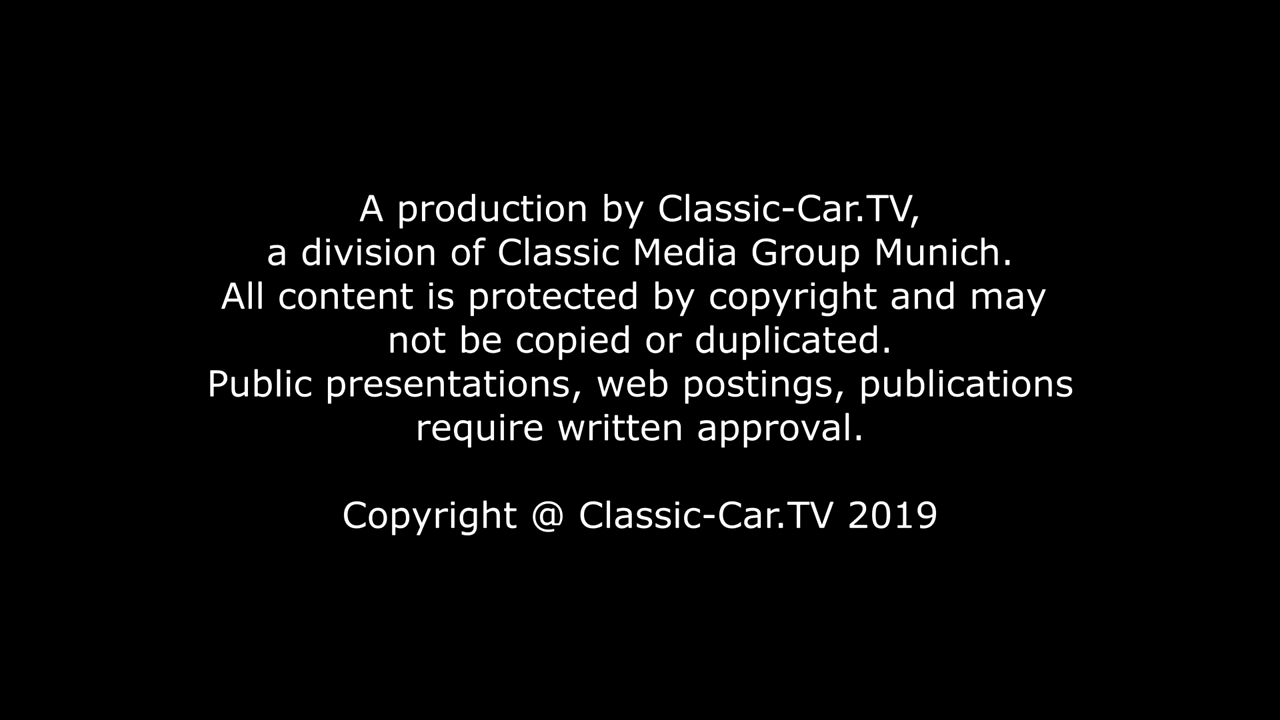 A production by Classic-Car.TV,
a division of Classic Media Group Munich.
All content is protected by copyright and may
not be copied or duplicated.
Public presentations, web postings, publications
require written approval.
Copyright @ Classic-Car.TV 2019